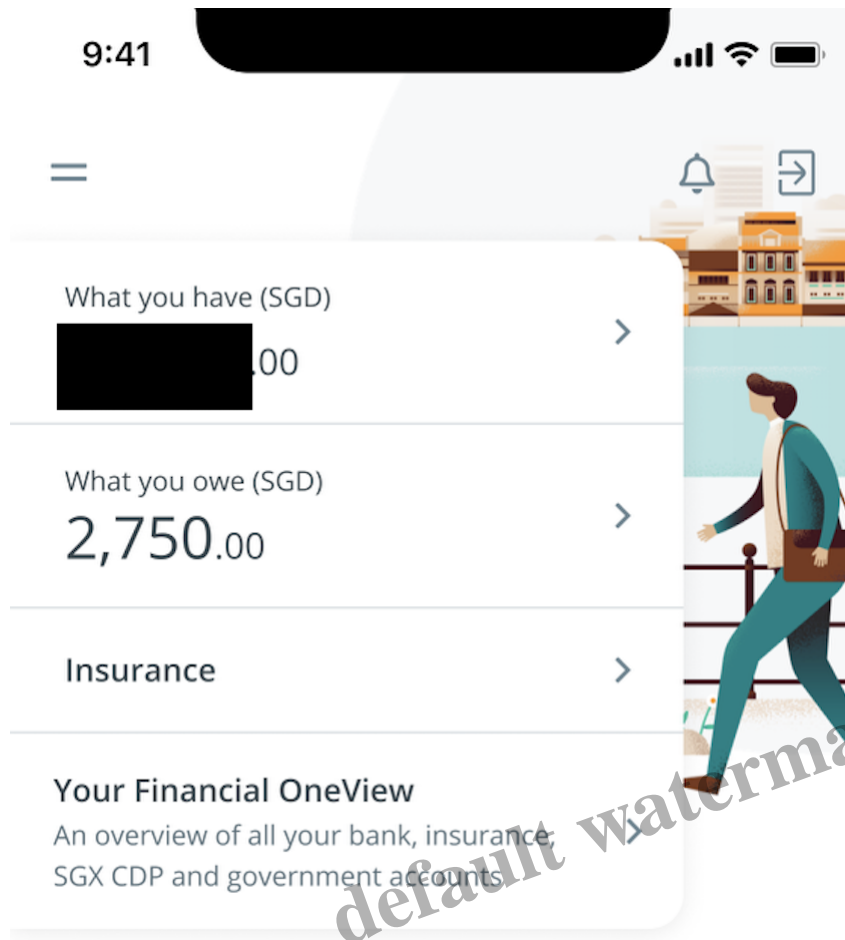 9:41
What you have (SGD)
.00
What you owe (SGD)
2,750.00
Insurance
Your Financial OneView
An overview of all your bank, insurance,
SGX CDP and government accounts
default waterma